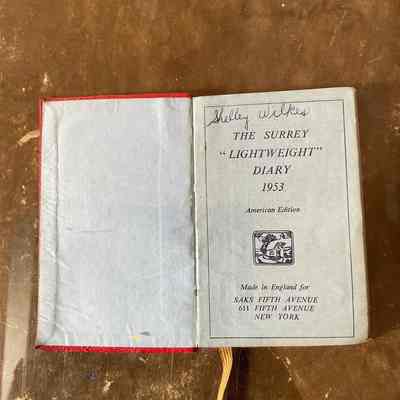 Shelley Wilkes
THE SURREY
"LIGHTWEIGHT"
DIARY
1953
American Edition
Made in England for
SAKS FIFTH AVENUE
611 FIFTH AVENUE
NEW YORK